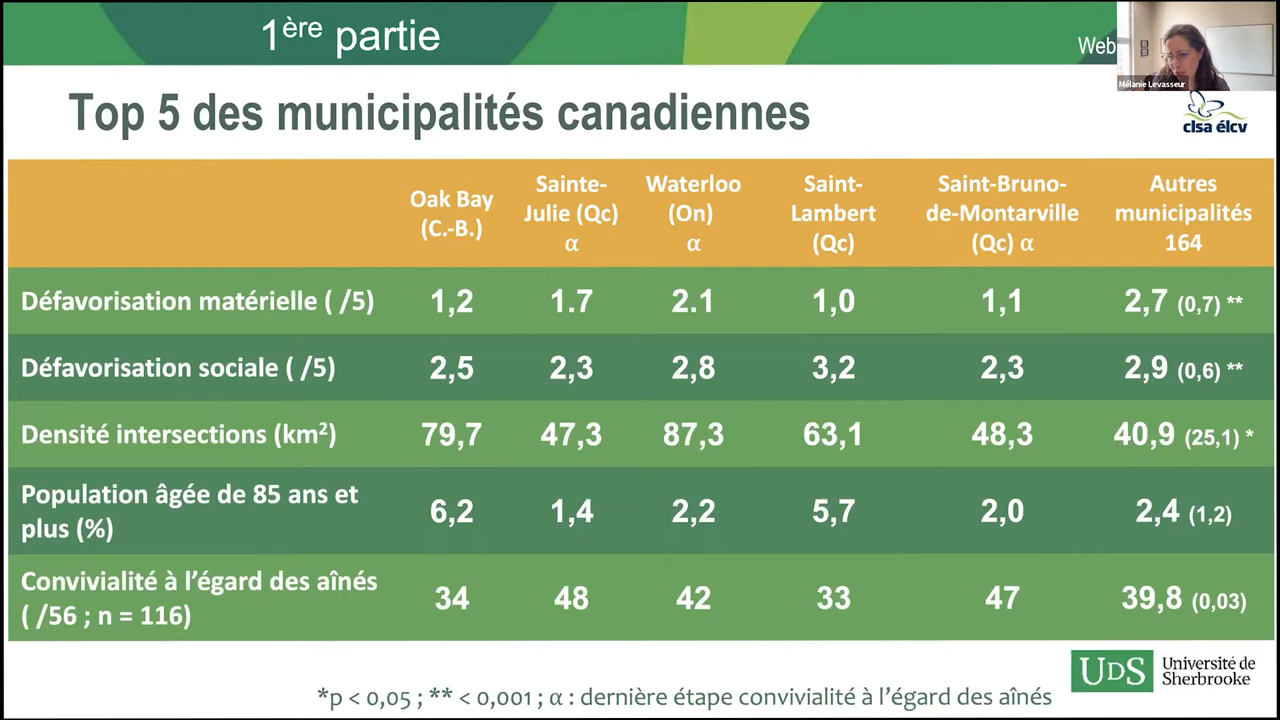 1ère partie
Web
Mélanie Levasseur
Top 5 des municipalités canadiennes
clsa élcv
Oak Bay
(C.-B.)
Sainte-
Julie (Qc)
α
Waterloo
(On)
α
Saint-
Lambert
(Qc)
Saint-Bruno-
de-Montarville
(Qc) α
Autres
municipalités
164
Défavorisation matérielle ( /5) 1,2 1.7 2.1 1,0 1,1 2,7 (0,7) **
Défavorisation sociale ( /5) 2,5 2,3 2,8 3,2 2,3 2,9 (0,6) **
Densité intersections (km²) 79,7 47,3 87,3 63,1 48,3 40,9 (25,1) *
Population âgée de 85 ans et
plus (%)
6,2 1,4 2,2 5,7 2,0 2,4 (1,2)
Convivialité à l’égard des aînés
( /56 ; n = 116)
34 48 42 33 47 39,8 (0,03)
UDS Université de
Sherbrooke
*p < 0,05 ; ** < 0,001 ; α : dernière étape convivialité à l’égard des aînés